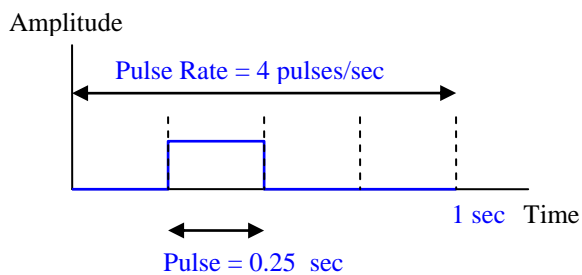 Amplitude
Pulse Rate = 4 pulses/sec
1 sec Time
Pulse = 0.25 sec